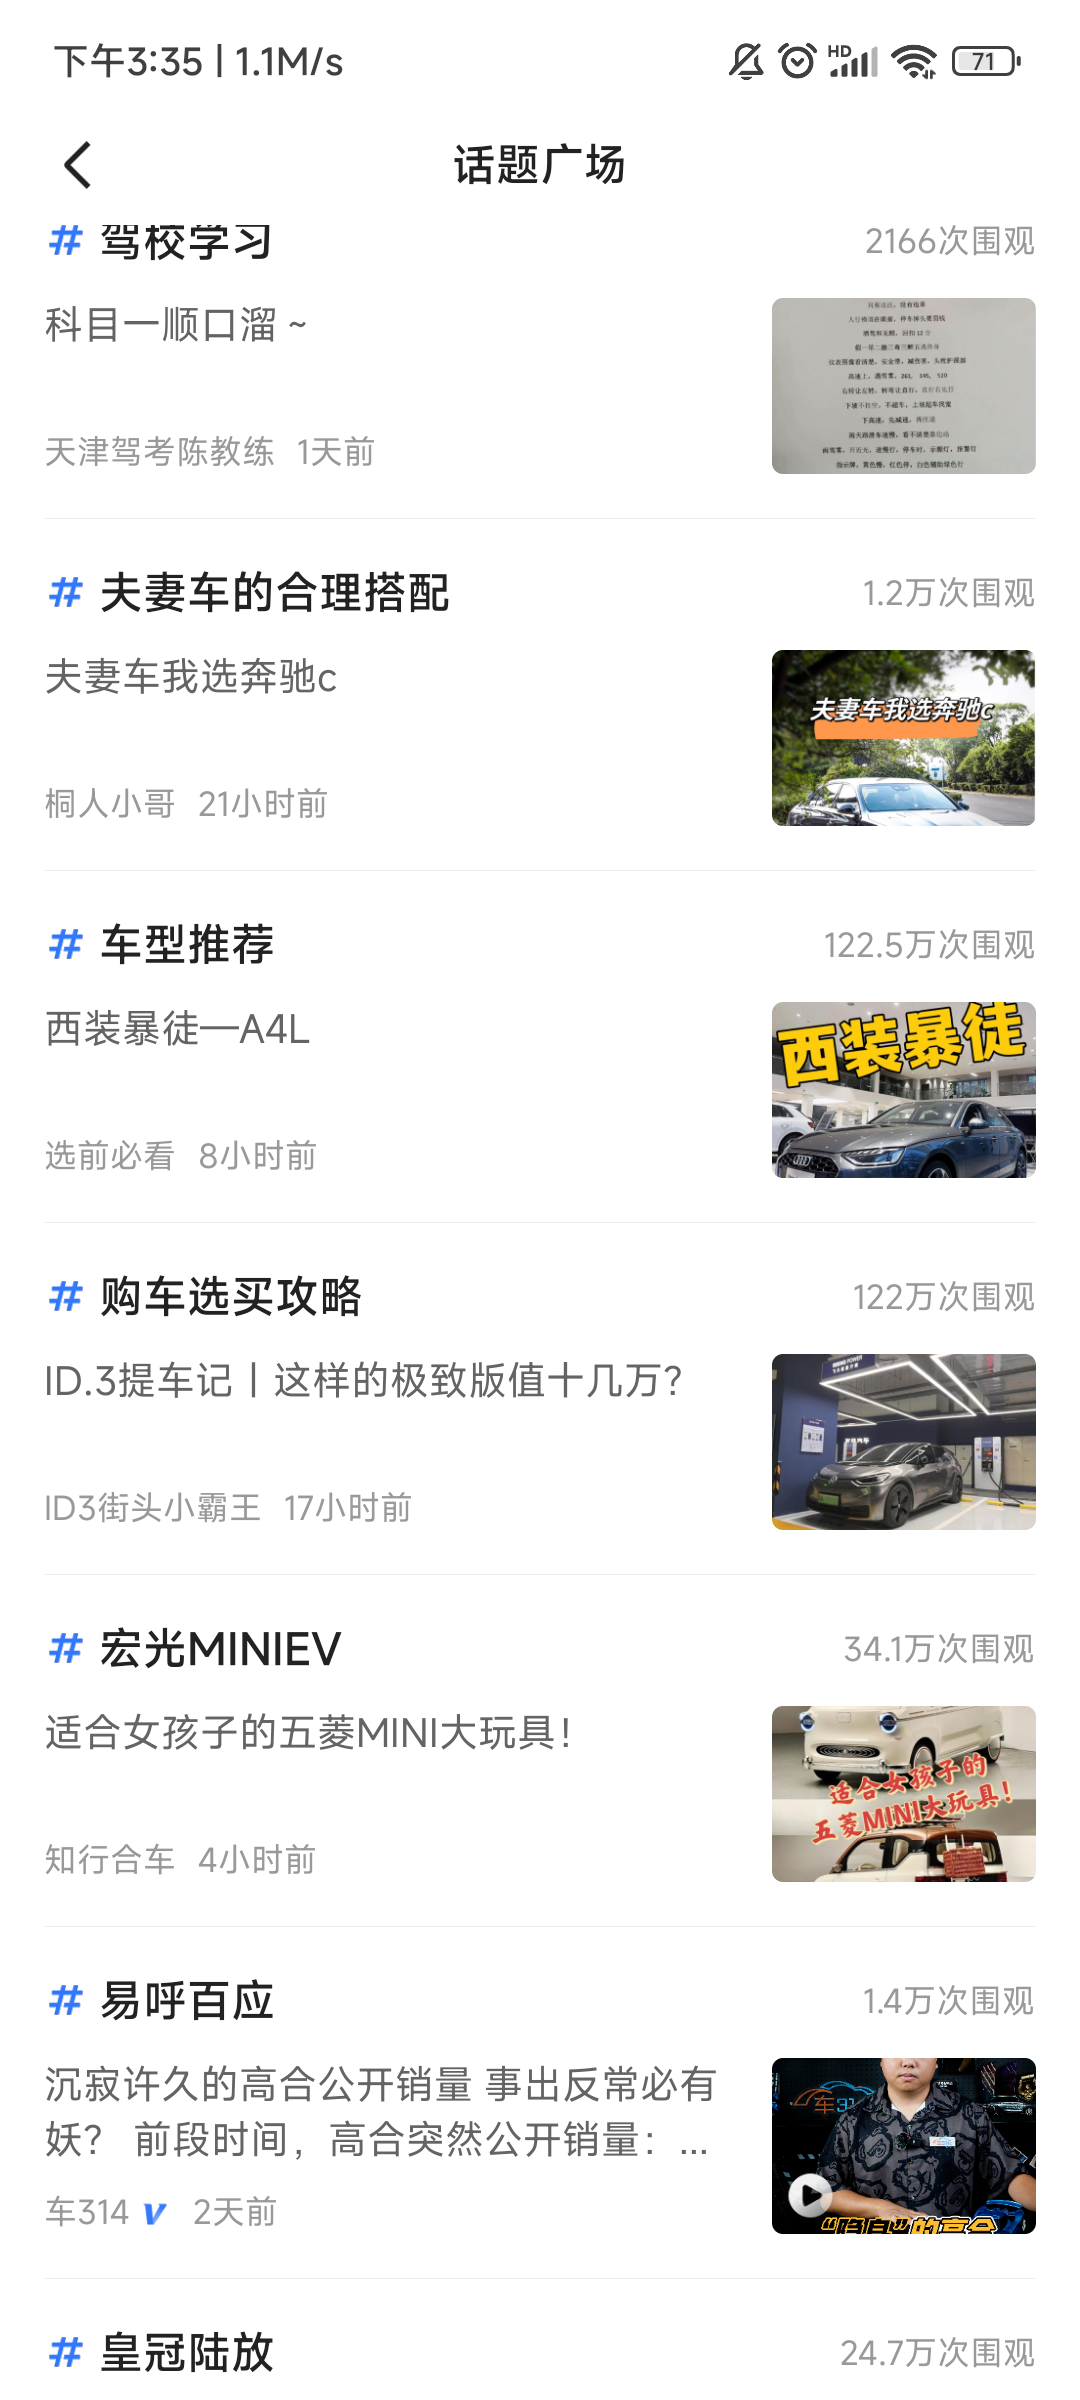 下午3:35 | 1.1M/s
HD
71
话题广场
# 驾校学习
2166次围观
科目一顺口溜 ~
天津驾考陈教练 1天前
# 夫妻车的合理搭配
1.2万次围观
夫妻车我选奔驰c
夫妻车我选奔驰c
桐人小哥 21小时前
# 车型推荐
122.5万次围观
西装暴徒—A4L
西装暴徒
选前必看 8小时前
# 购车选买攻略
122万次围观
ID.3提车记丨这样的极致版值十几万?
ID3街头小霸王 17小时前
# 宏光MINIEV
34.1万次围观
适合女孩子的五菱MINI大玩具！
适合女孩子的
五菱MINI大玩具！
知行合车 4小时前
# 易呼百应
1.4万次围观
沉寂许久的高合公开销量 事出反常必有
妖？ 前段时间，高合突然公开销量：...
车314 v 2天前
# 皇冠陆放
24.7万次围观